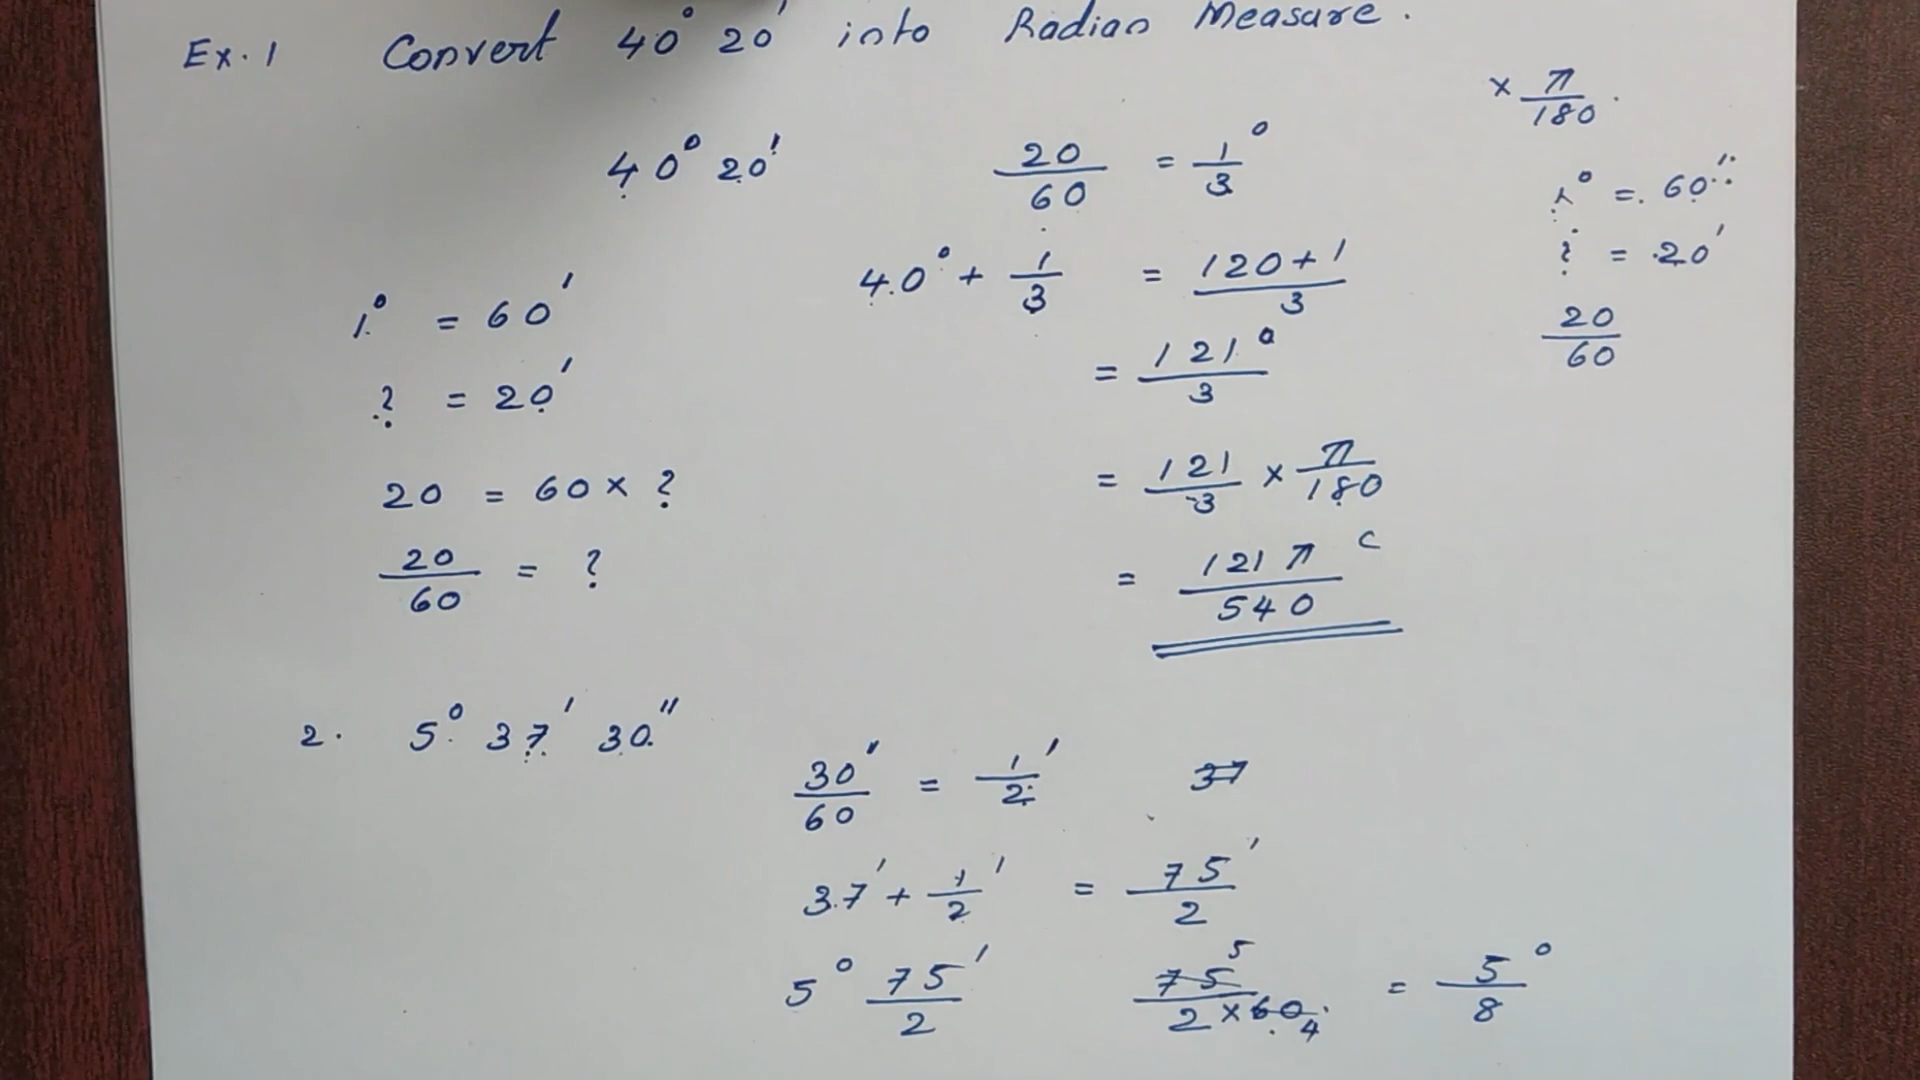 Ex. 1 Convert 40° 20' into Radian Measure.
× π/180.
40° 20'
20/60 = 1/3°
1° = 60'
? = 20'
20/60
40° + 1/3 = 120+1/3
= 121°/3
= 121/3 × π/180
= 121π/540 c
1° = 60'
? = 20'
20 = 60 × ?
20/60 = ?
2. 5° 37' 30"
30'/60 = 1/2'
37
37' + 1/2' = 75'/2
5° 75'/2
75 5/2 × 60 4 = 5/8°